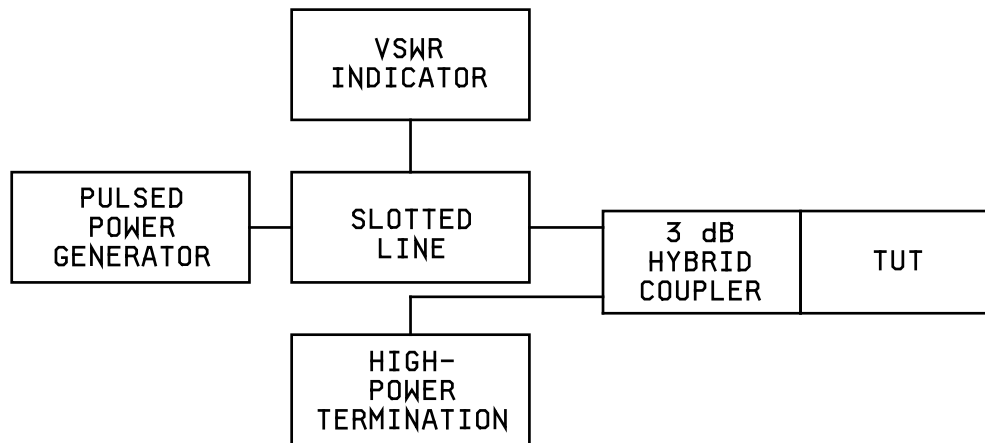 VSWR
INDICATOR
PULSED
POWER
GENERATOR
SLOTTED
LINE
3 dB
HYBRID
COUPLER
TUT
HIGH-
POWER
TERMINATION